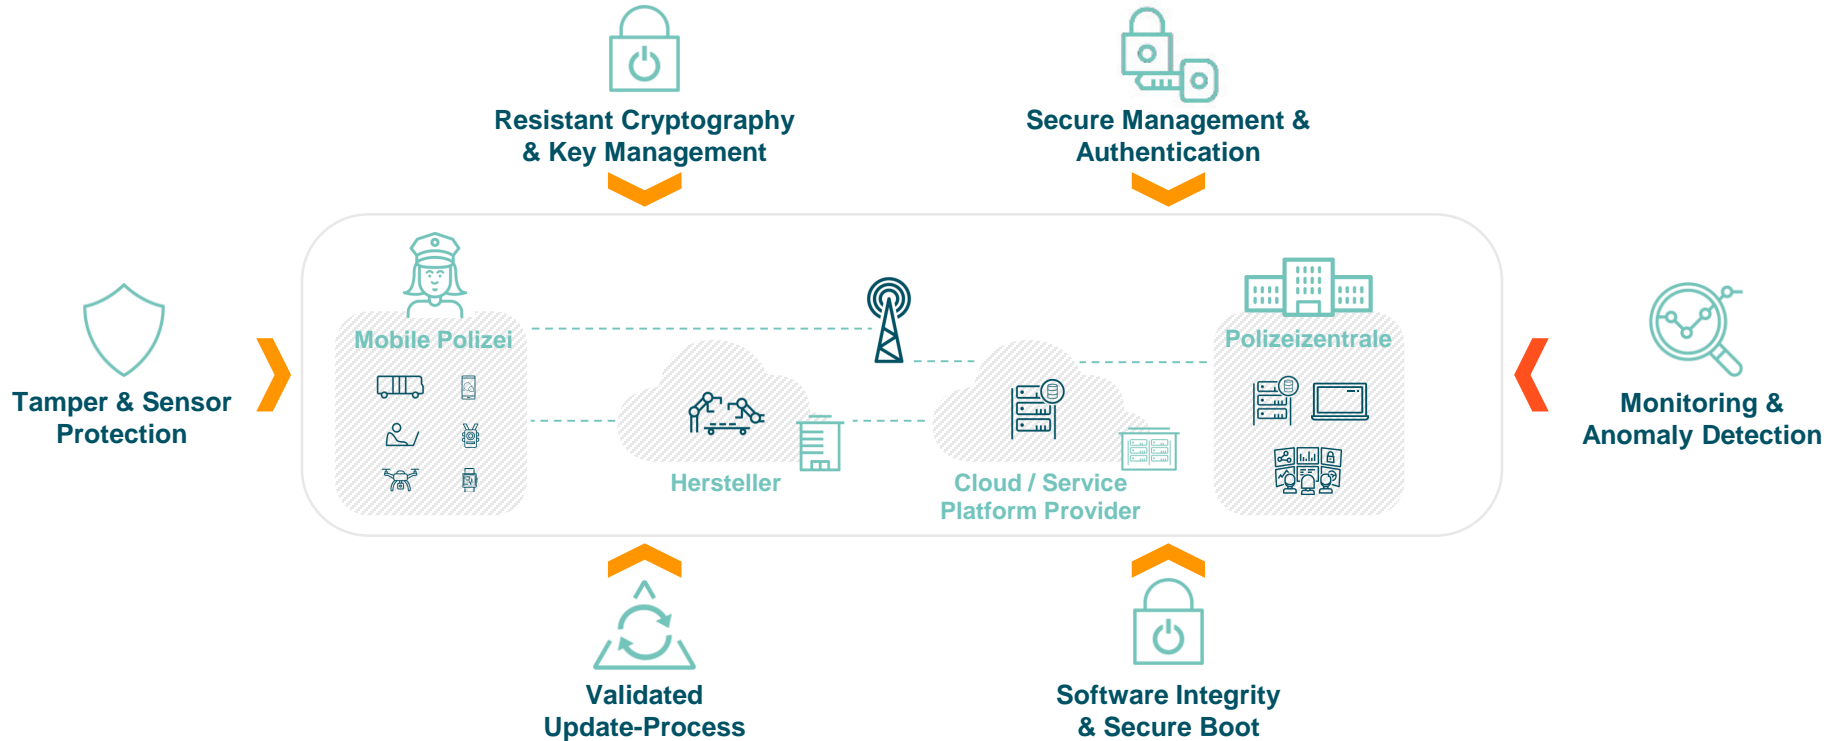 Resistant Cryptography
& Key Management
Secure Management &
Authentication
Tamper & Sensor
Protection
Mobile Polizei
Hersteller
Cloud / Service
Platform Provider
Polizeizentrale
Monitoring &
Anomaly Detection
Validated
Update-Process
Software Integrity
& Secure Boot